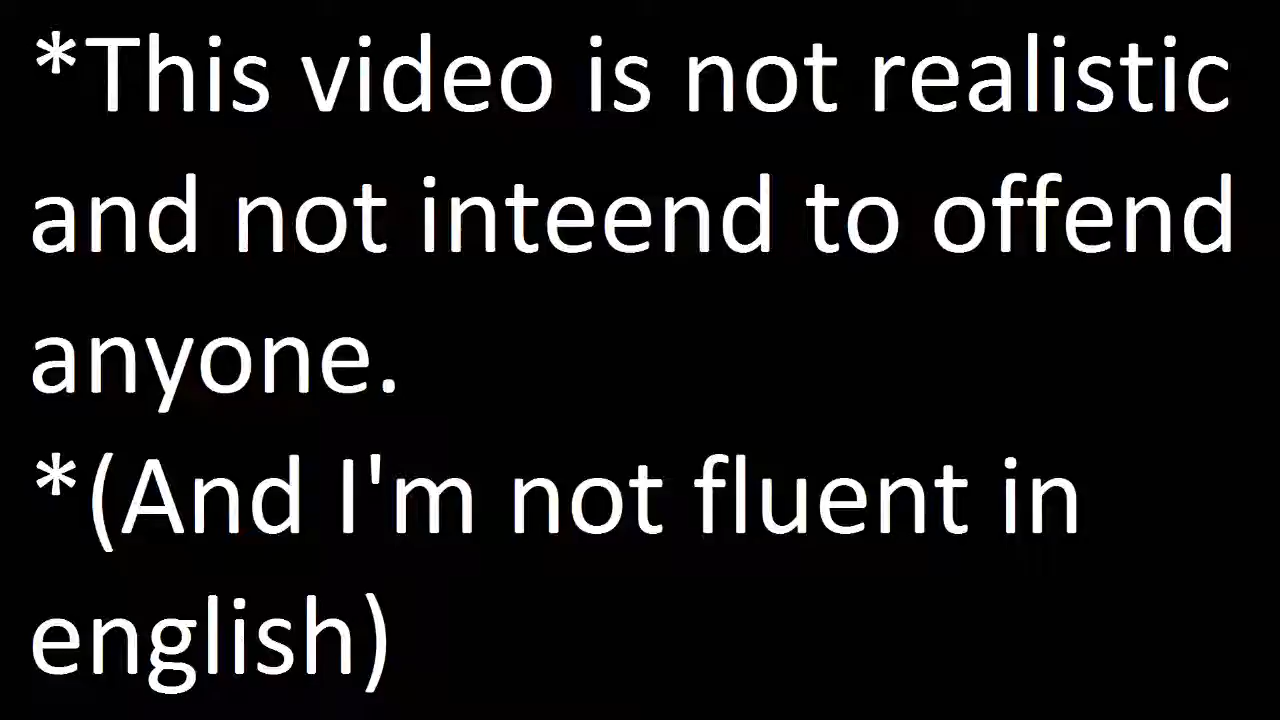 *This video is not realistic
and not inteend to offend
anyone.
*(And I'm not fluent in
english)